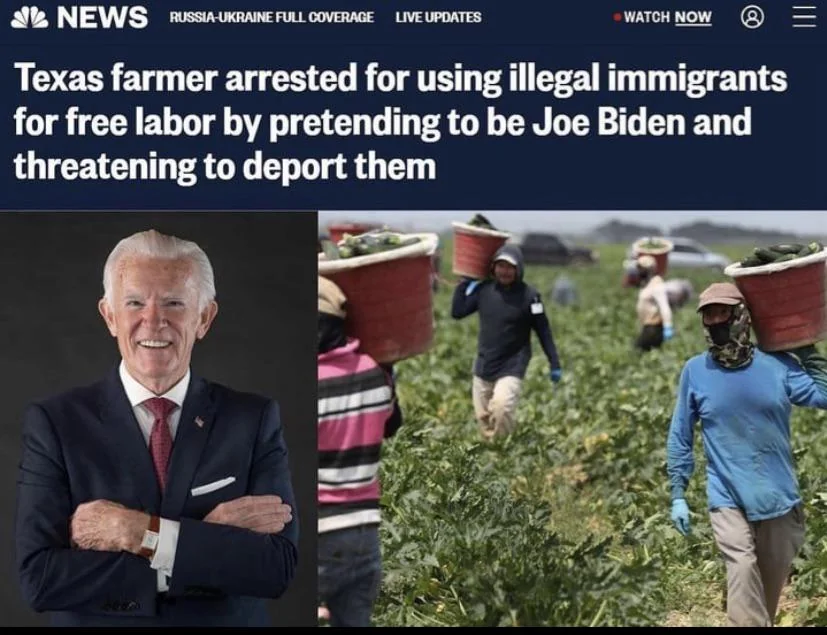 NEWS RUSSIA-UKRAINE FULL COVERAGE LIVE UPDATES WATCH NOW
Texas farmer arrested for using illegal immigrants
for free labor by pretending to be Joe Biden and
threatening to deport them